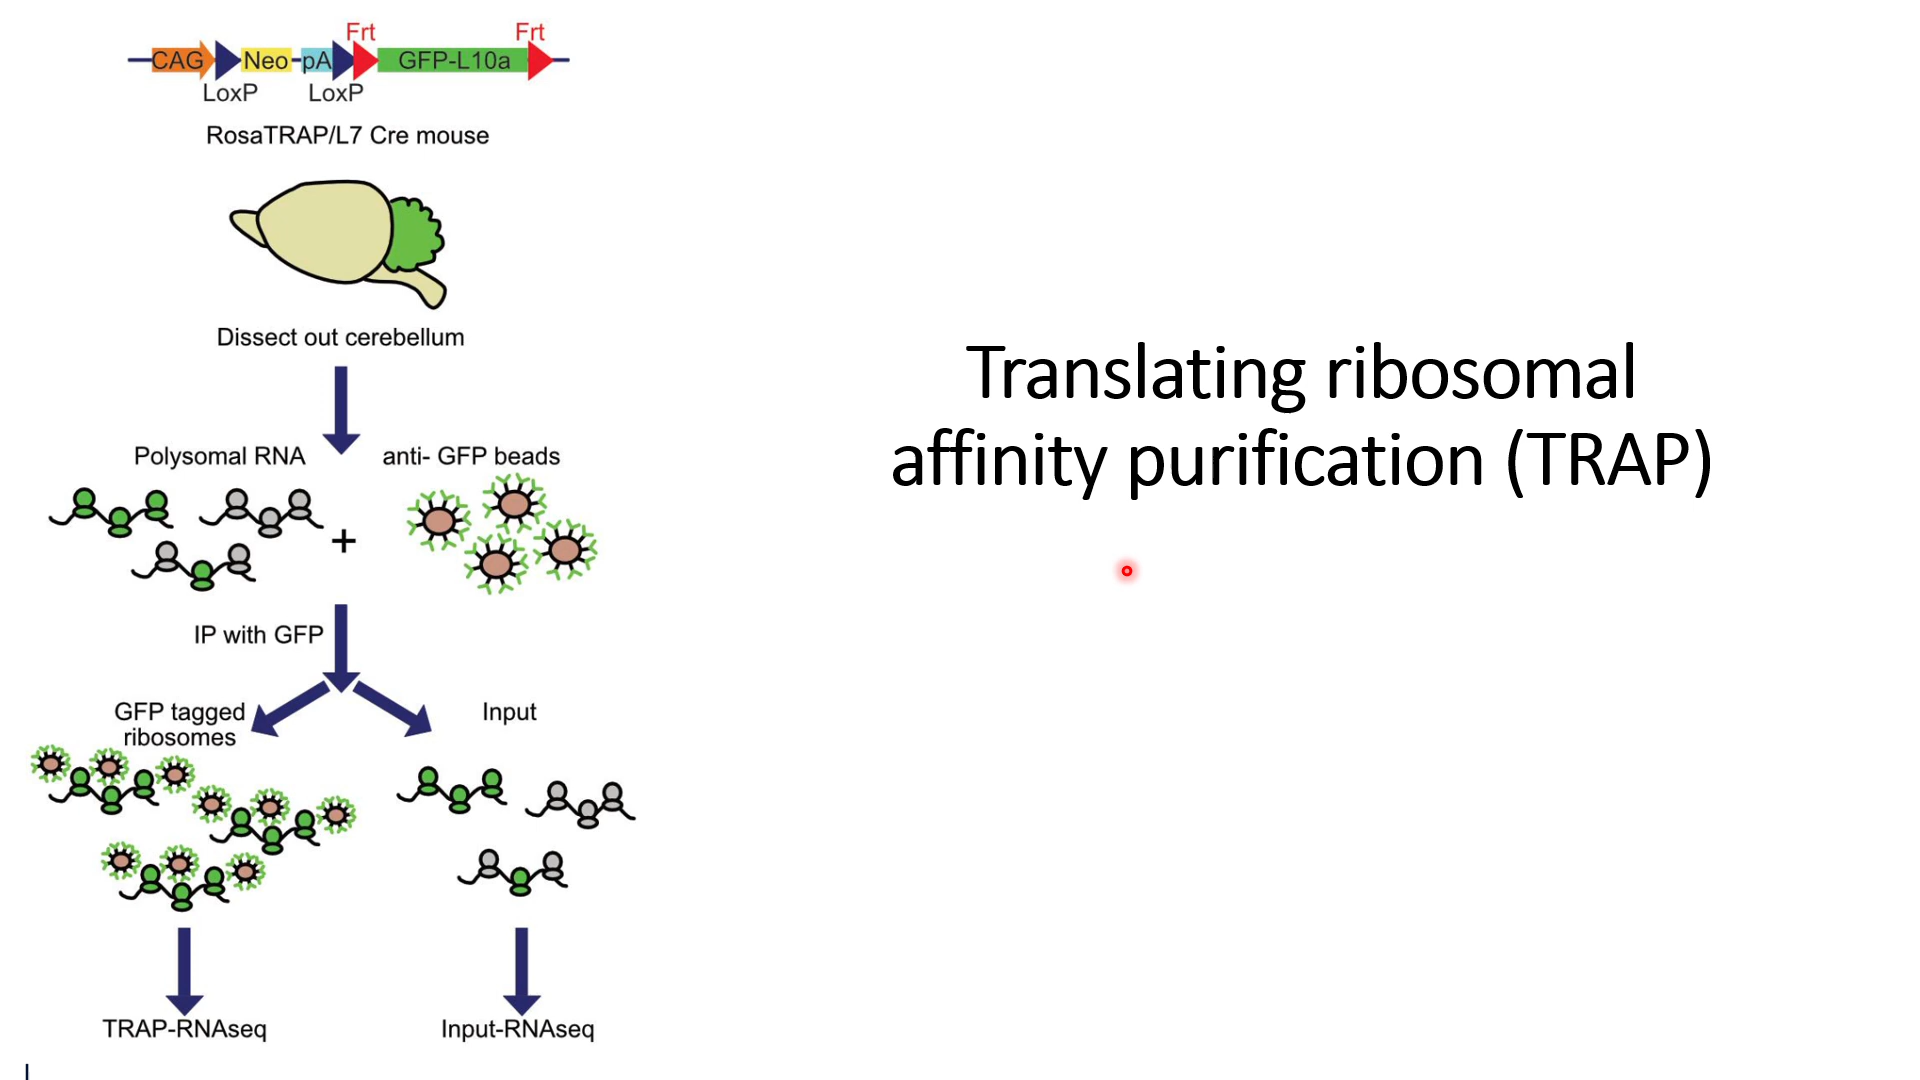 Frt Frt
CAG Neo pA GFP-L10a
LoxP LoxP
RosaTRAP/L7 Cre mouse
Dissect out cerebellum
Polysomal RNA anti- GFP beads
+
IP with GFP
GFP tagged
ribosomes
Input
TRAP-RNAseq Input-RNAseq
Translating ribosomal
affinity purification (TRAP)